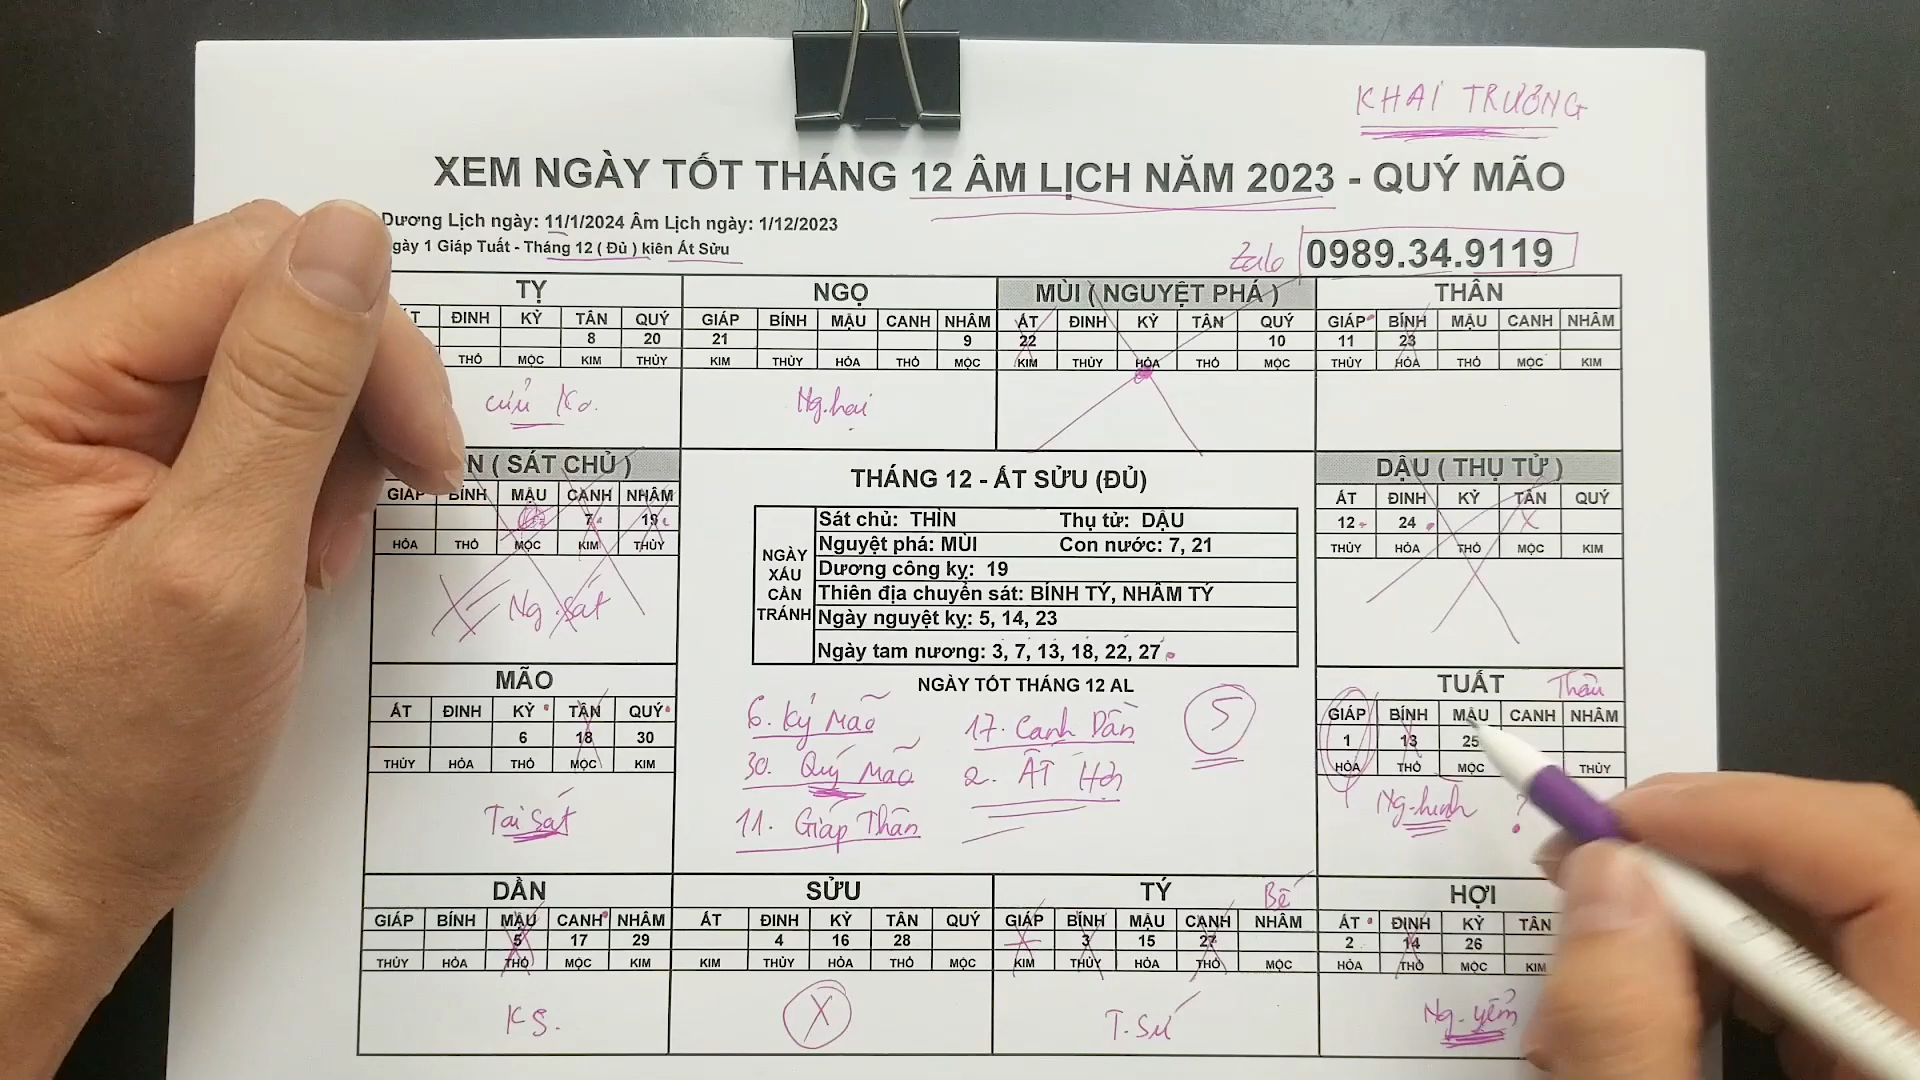 KHAI TRƯƠNG
XEM NGÀY TỐT THÁNG 12 ÂM LỊCH NĂM 2023 - QUÝ MÃO
Dương Lịch ngày: 11/1/2024 Âm Lịch ngày: 1/12/2023
gày 1 Giáp Tuất - Tháng 12 ( Đủ ) kiên Ất Sửu
Zalo 0989.34.9119
TỴ
ĐINH KỶ TÂN QUÝ
8 20
THỔ MỘC KIM THỦY
cửu Ko.
NGỌ
GIÁP BÍNH MẬU CANH NHÂM
21 9
KIM THỦY HỎA THỔ MỘC
Ng.hại
MÙI ( NGUYỆT PHÁ )
ẤT ĐINH KỶ TÂN QUÝ
22 10
KIM THỦY HỎA THỔ MỘC
THÂN
GIÁP BÍNH MẬU CANH NHÂM
11 23
THỦY HỎA THỔ MỘC KIM
N ( SÁT CHỦ )
GIÁP BÍNH MẬU CANH NHÂM
7 19
HỎA THỔ MỘC KIM THỦY
Ng.sát
THÁNG 12 - ẤT SỬU (ĐỦ)
NGÀY XẤU CẦN TRÁNH
Sát chủ: THÌN Thụ tử: DẬU
Nguyệt phá: MÙI Con nước: 7, 21
Dương công kỵ: 19
Thiên địa chuyển sát: BÍNH TÝ, NHÂM TÝ
Ngày nguyệt kỵ: 5, 14, 23
Ngày tam nương: 3, 7, 13, 18, 22, 27
DẬU ( THỤ TỬ )
ẤT ĐINH KỶ TÂN QUÝ
12 24
THỦY HỎA THỔ MỘC KIM
MÃO
ẤT ĐINH KỶ TÂN QUÝ
6 18 30
THỦY HỎA THỔ MỘC KIM
Tai sát
NGÀY TỐT THÁNG 12 AL
6. Kỷ Mão 17. Canh Dần 5
30. Quý Mão 2. ẤT Hợi
11. Giáp Thân
TUẤT
GIÁP BÍNH MẬU CANH NHÂM
1 13 25
HỎA THỔ MỘC THỦY
Ng-hình ?
DẦN
GIÁP BÍNH MẬU CANH NHÂM
5 17 29
THỦY HỎA THỔ MỘC KIM
KS.
SỬU
ẤT ĐINH KỶ TÂN QUÝ
4 16 28
KIM THỦY HỎA THỔ MỘC
X
TÝ Bế
GIÁP BÍNH MẬU CANH NHÂM
3 15 27
KIM THỦY HỎA THỔ MỘC
T.Sứ
HỢI
ẤT ĐINH KỶ TÂN
2 14 26
HỎA THỔ MỘC KIM
Ng-yểm